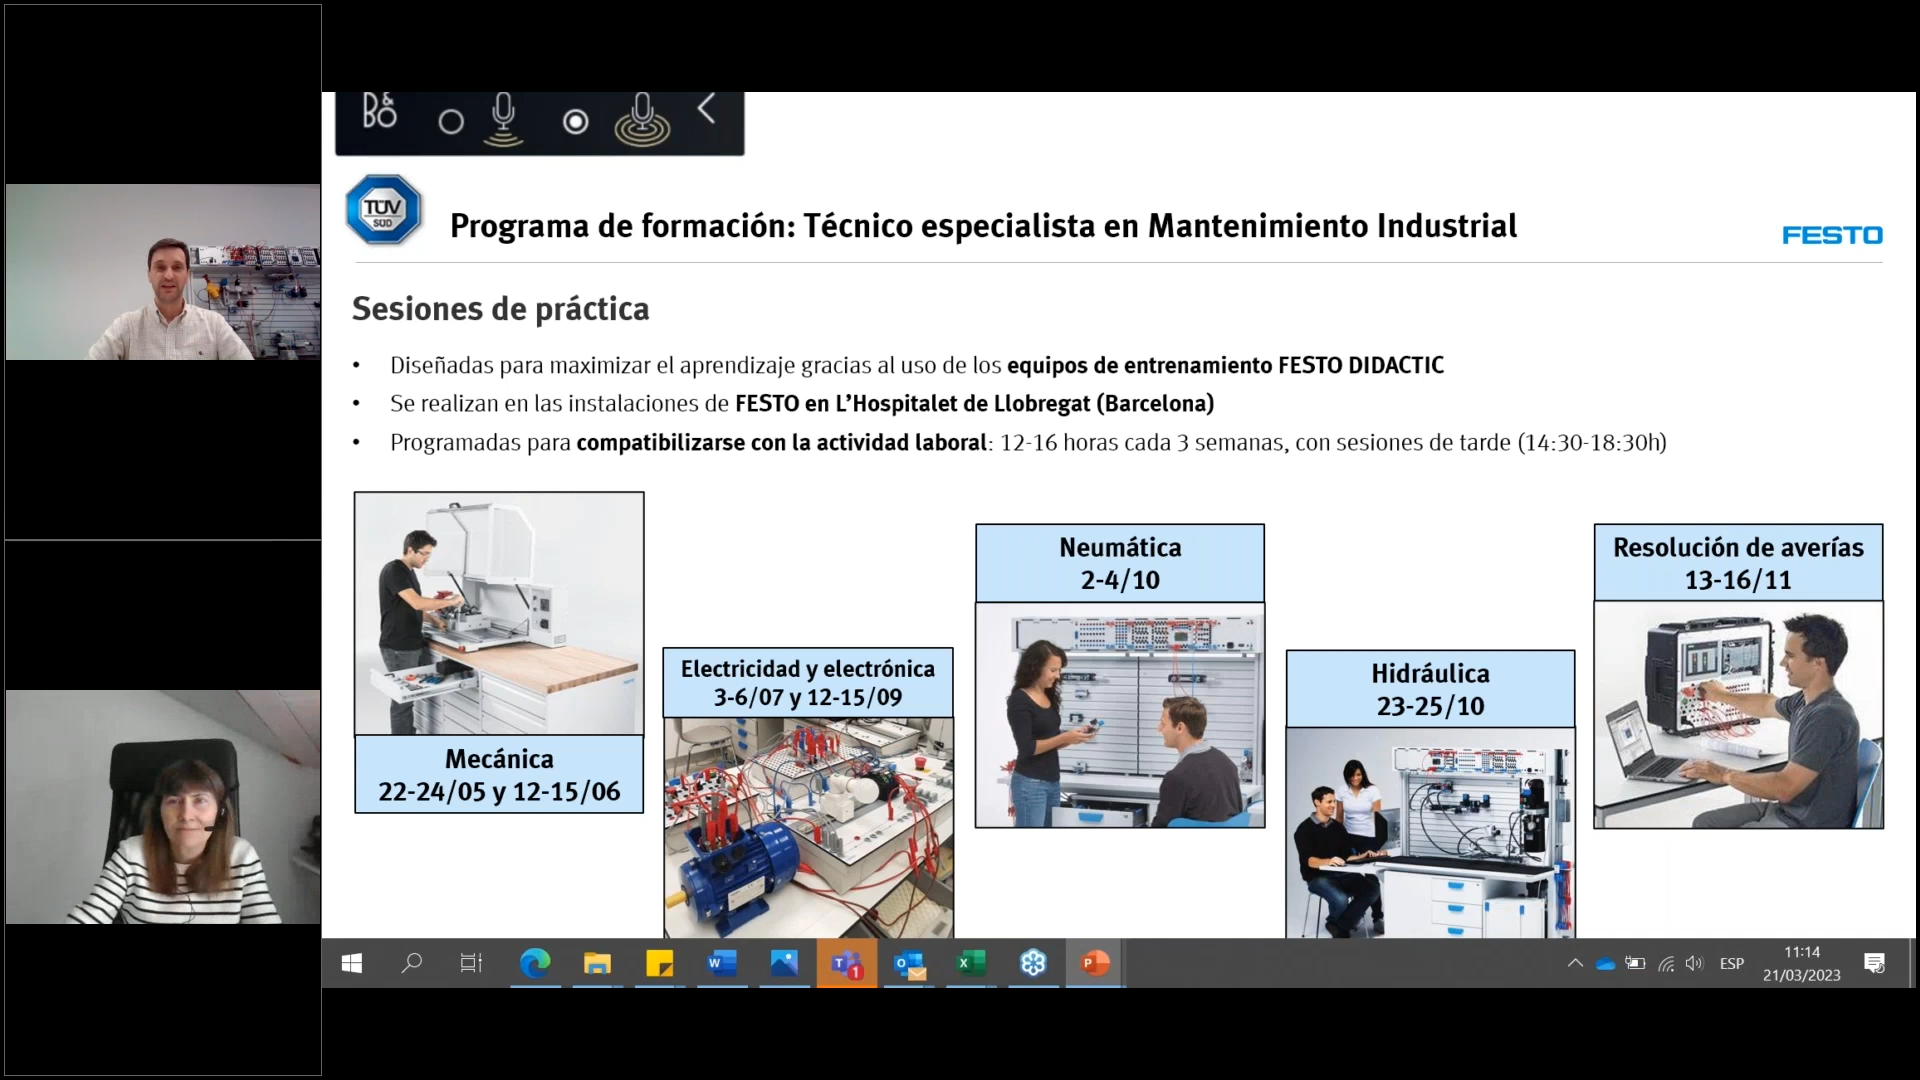 B&O
TÜV
SÜD
Programa de formación: Técnico especialista en Mantenimiento Industrial
FESTO
Sesiones de práctica
• Diseñadas para maximizar el aprendizaje gracias al uso de los equipos de entrenamiento FESTO DIDACTIC
• Se realizan en las instalaciones de FESTO en L’Hospitalet de Llobregat (Barcelona)
• Programadas para compatibilizarse con la actividad laboral: 12-16 horas cada 3 semanas, con sesiones de tarde (14:30-18:30h)
Mecánica
22-24/05 y 12-15/06
Electricidad y electrónica
3-6/07 y 12-15/09
Neumática
2-4/10
Hidráulica
23-25/10
Resolución de averías
13-16/11
W
T
1
O
X
P
ESP
11:14
21/03/2023